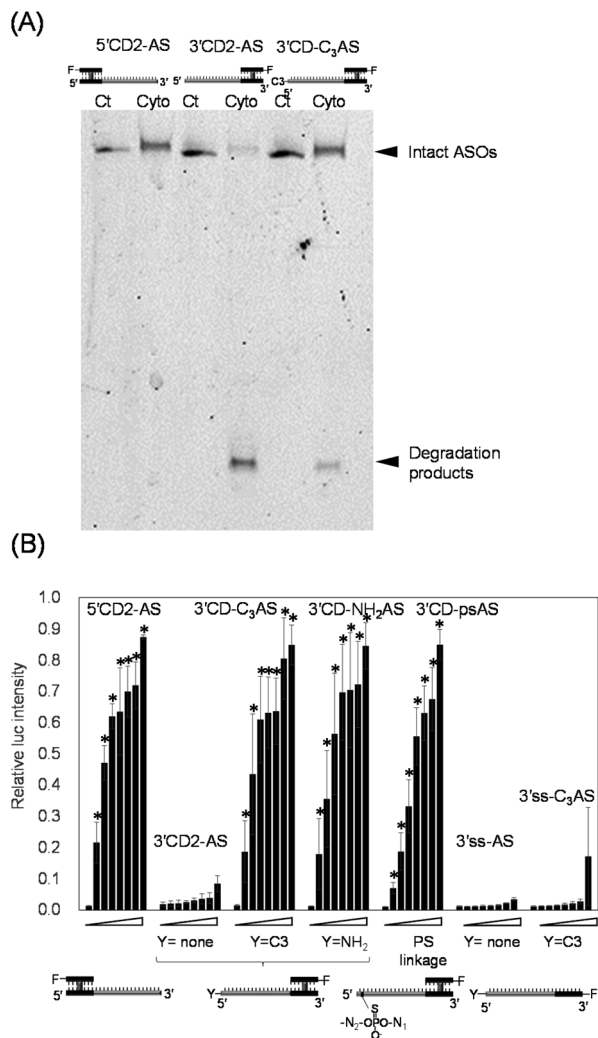 (A)
5'CD2-AS 3'CD2-AS 3'CD-C3AS
F 5' 3' 5' F 3' C3 5' F 3'
Ct Cyto Ct Cyto Ct Cyto
Intact ASOs
Degradation
products
(B)
Relative luc intensity
1.0
0.9
0.8
0.7
0.6
0.5
0.4
0.3
0.2
0.1
0.0
5'CD2-AS 3'CD-C3AS 3'CD-NH2AS 3'CD-psAS
3'CD2-AS 3'ss-AS 3'ss-C3AS
* * * * * * *
* * * * * * *
* * * * * * *
* * * * * * *
Y= none Y=C3 Y=NH2 PS Y= none Y=C3
linkage
F 5' 3' Y 5' F 3' 5' F 3' Y 5' F 3'
S
-N2-OPO-N1
O-